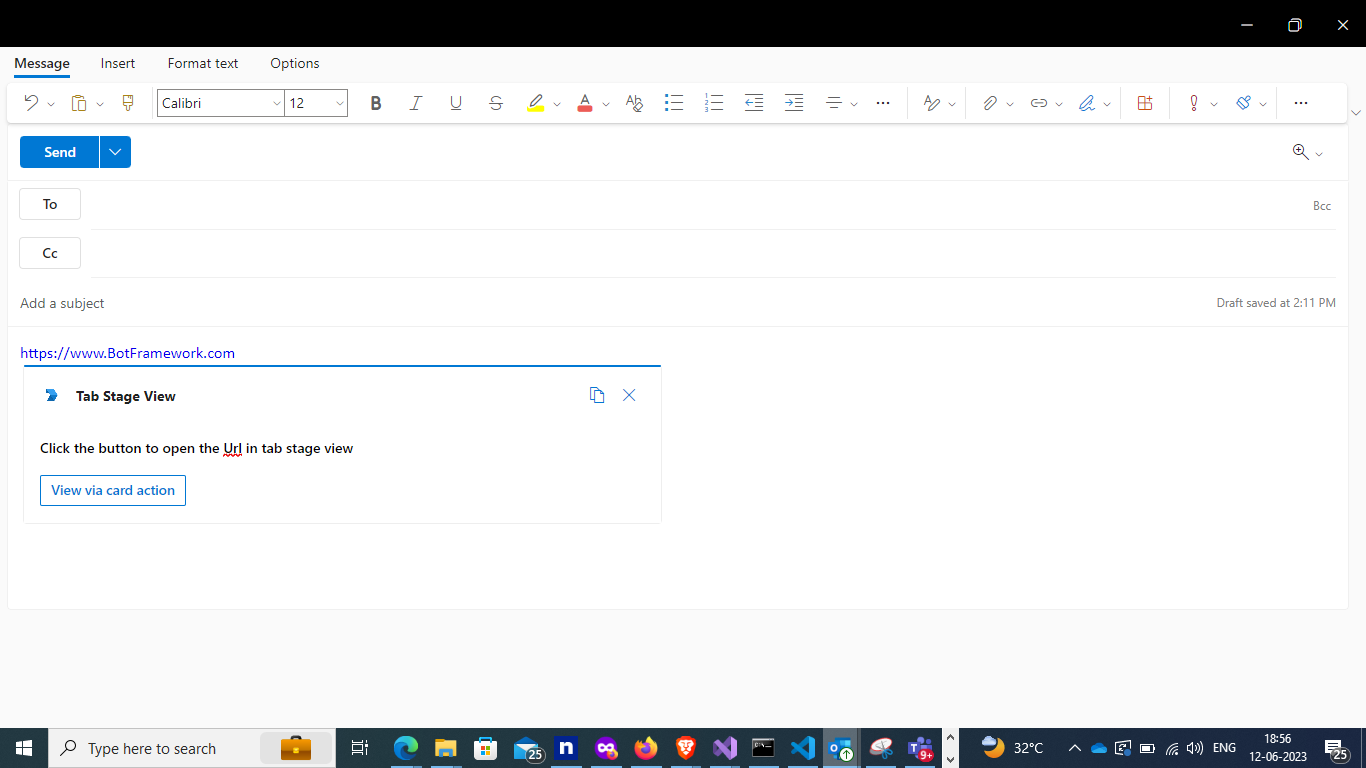 Message Insert Format text Options
Calibri 12
Send
To Bcc
Cc
Add a subject Draft saved at 2:11 PM
https://www.BotFramework.com
Tab Stage View
Click the button to open the Url in tab stage view
View via card action
Type here to search 25 n 9+ 32°C ENG 18:56 25
12-06-2023